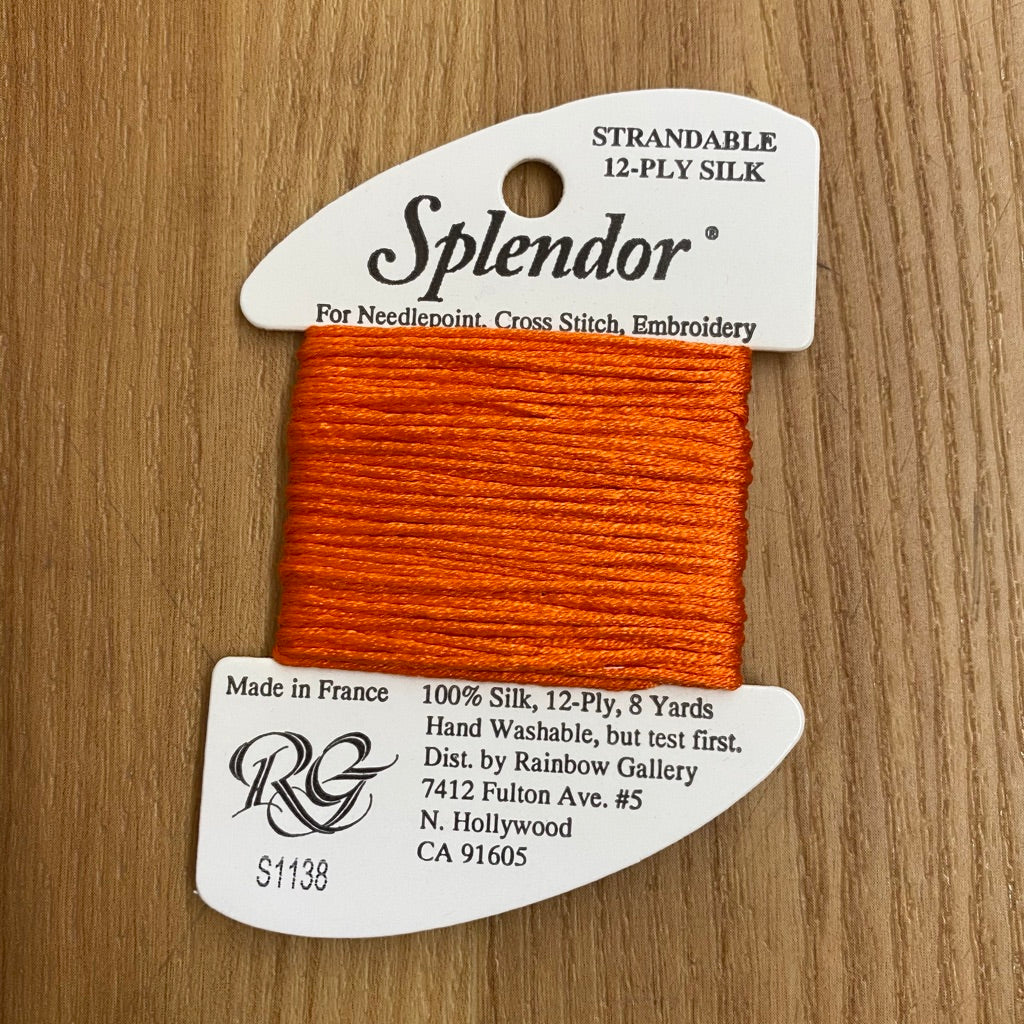 STRANDABLE
12-PLY SILK
Splendor®
For Needlepoint, Cross Stitch, Embroidery
Made in France
100% Silk, 12-Ply, 8 Yards
Hand Washable, but test first.
Dist. by Rainbow Gallery
7412 Fulton Ave. #5
N. Hollywood
CA 91605
RG
S1138